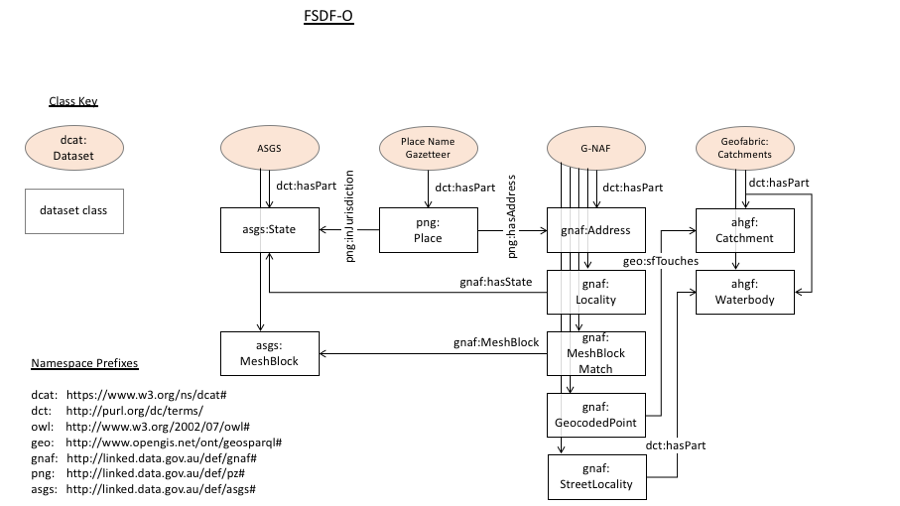 FSDF-O
Class Key
dcat:
Dataset
dataset class
ASGS
Place Name
Gazetteer
G-NAF
Geofabric:
Catchments
dct:hasPart
dct:hasPart
dct:hasPart
dct:hasPart
asgs:State
png:inJurisdiction
png:
Place
png:hasAddress
gnaf:Address
ahgf:
Catchment
geo:sfTouches
gnaf:hasState
gnaf:
Locality
ahgf:
Waterbody
asgs:
MeshBlock
gnaf:MeshBlock
gnaf:
MeshBlock
Match
gnaf:
GeocodedPoint
dct:hasPart
gnaf:
StreetLocality
Namespace Prefixes
dcat: https://www.w3.org/ns/dcat#
dct: http://purl.org/dc/terms/
owl: http://www.w3.org/2002/07/owl#
geo: http://www.opengis.net/ont/geosparql#
gnaf: http://linked.data.gov.au/def/gnaf#
png: http://linked.data.gov.au/def/pz#
asgs: http://linked.data.gov.au/def/asgs#